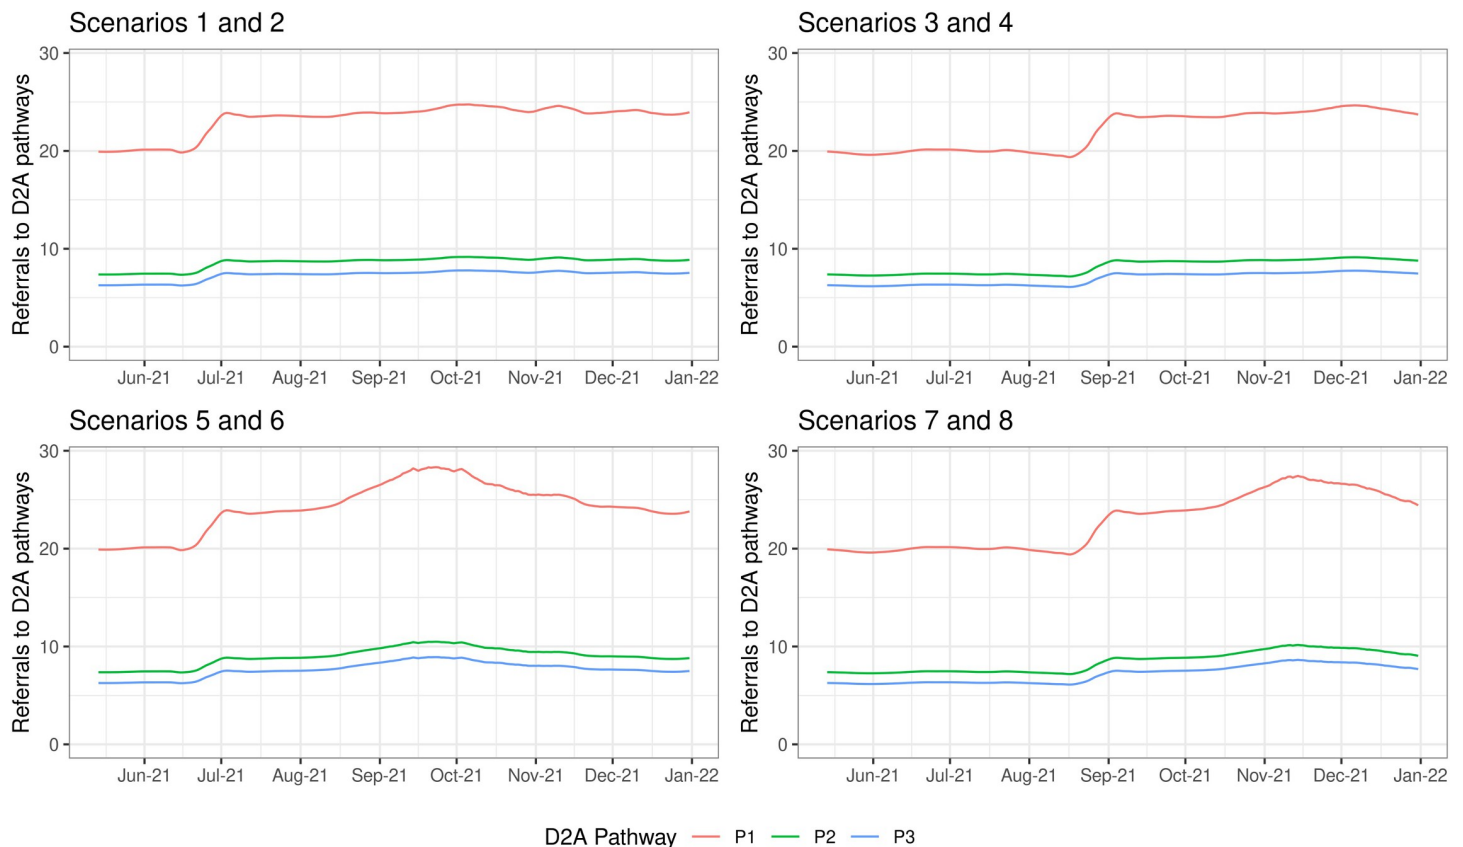 Scenarios 1 and 2
Referrals to D2A pathways
30
20
10
0
Jun-21 Jul-21 Aug-21 Sep-21 Oct-21 Nov-21 Dec-21 Jan-22
Scenarios 3 and 4
Referrals to D2A pathways
30
20
10
0
Jun-21 Jul-21 Aug-21 Sep-21 Oct-21 Nov-21 Dec-21 Jan-22
Scenarios 5 and 6
Referrals to D2A pathways
30
20
10
0
Jun-21 Jul-21 Aug-21 Sep-21 Oct-21 Nov-21 Dec-21 Jan-22
Scenarios 7 and 8
Referrals to D2A pathways
30
20
10
0
Jun-21 Jul-21 Aug-21 Sep-21 Oct-21 Nov-21 Dec-21 Jan-22
D2A Pathway P1 P2 P3